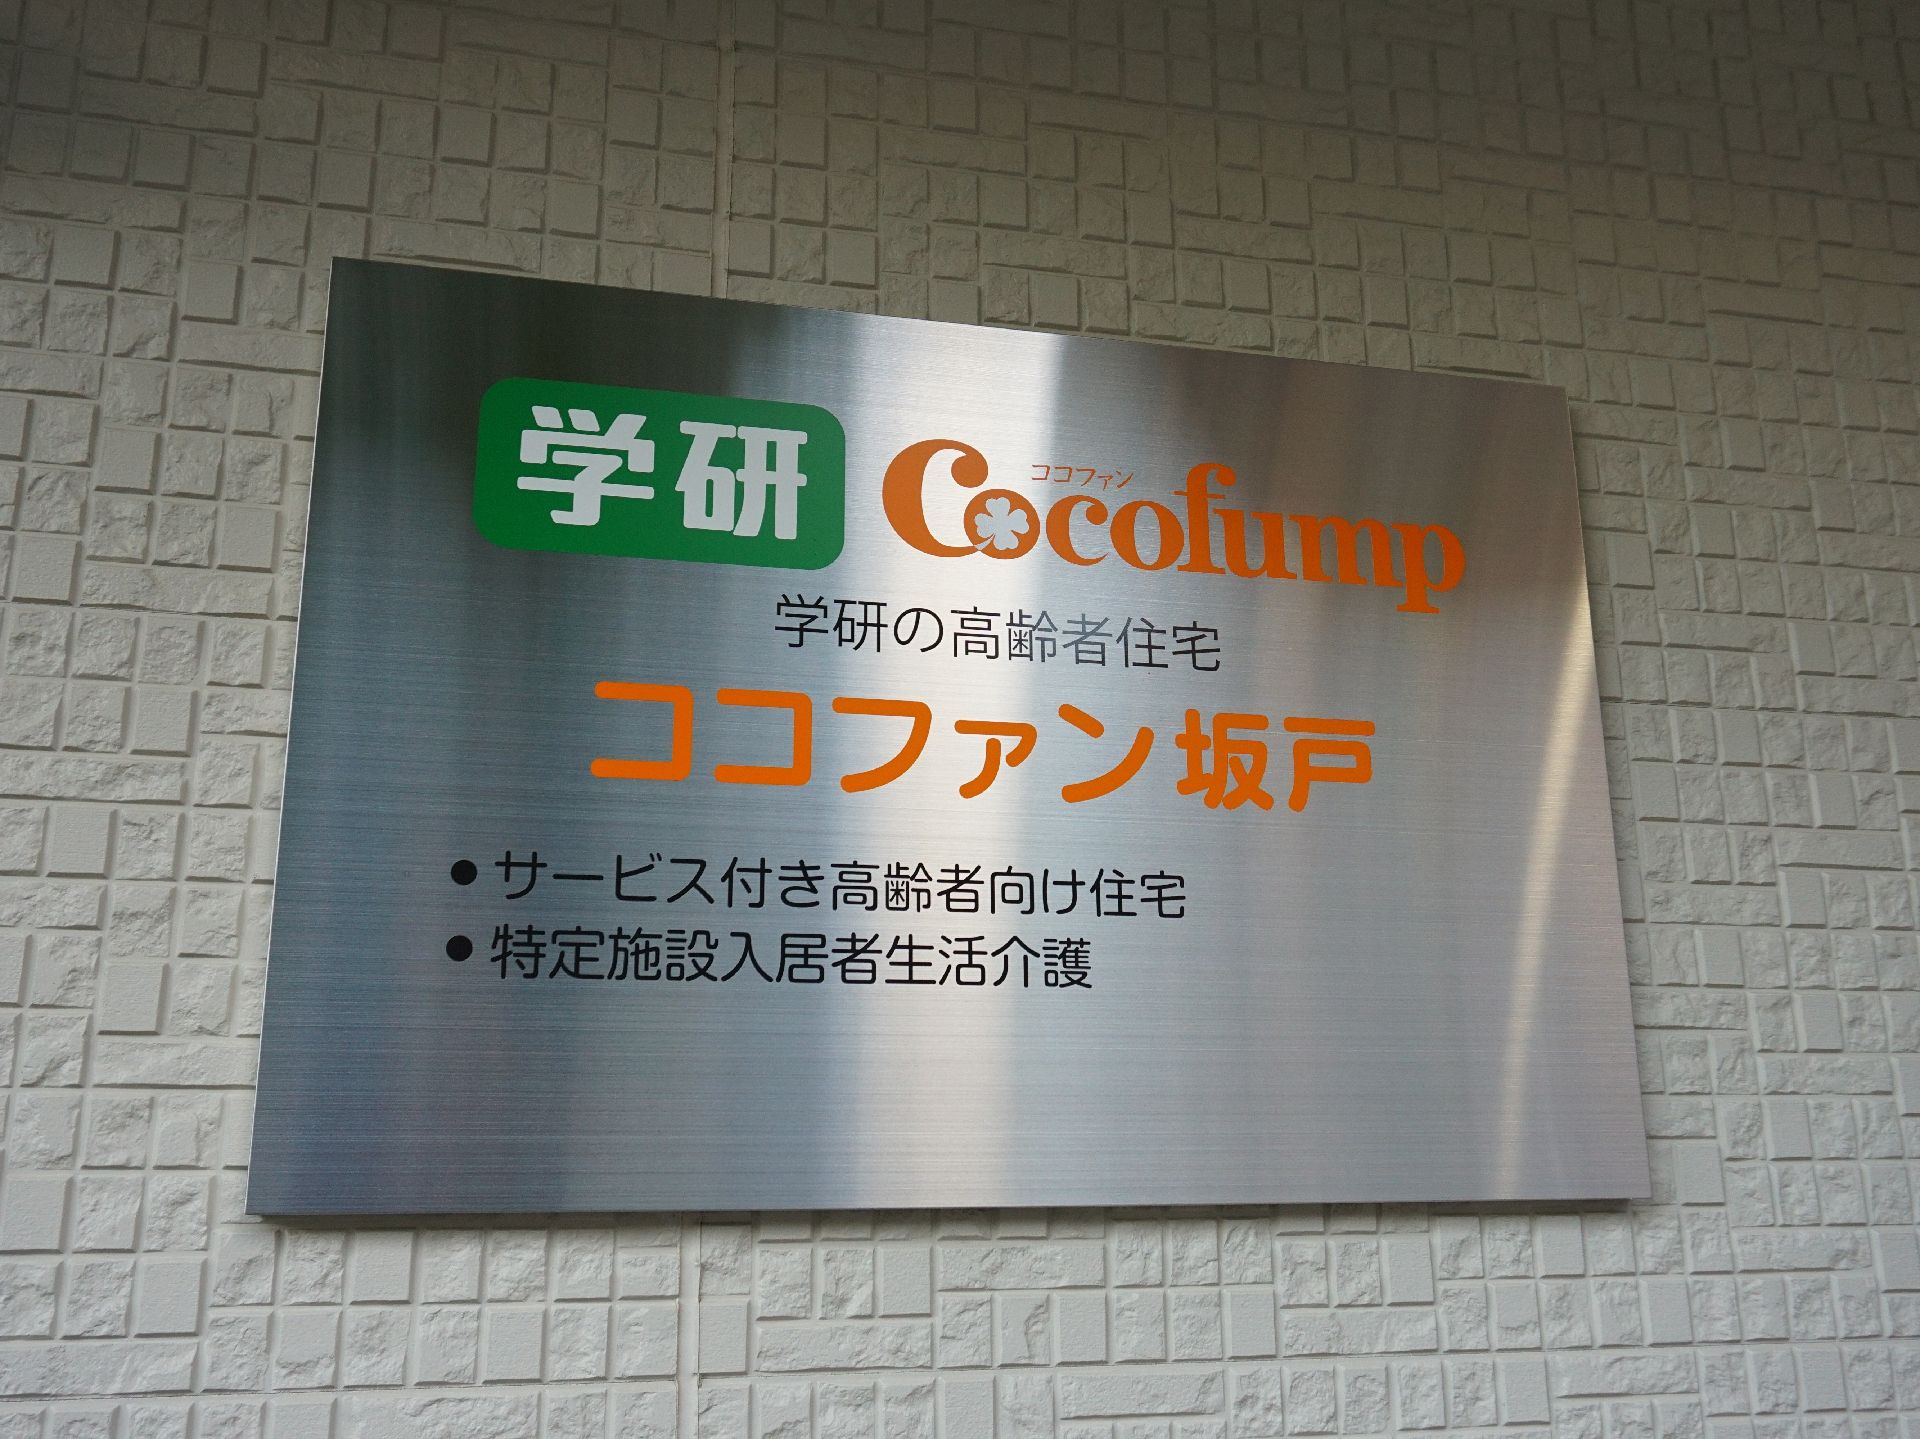 学研 Cocofump
ココファン
学研の高齢者住宅
ココファン坂戸
●サービス付き高齢者向け住宅
●特定施設入居者生活介護